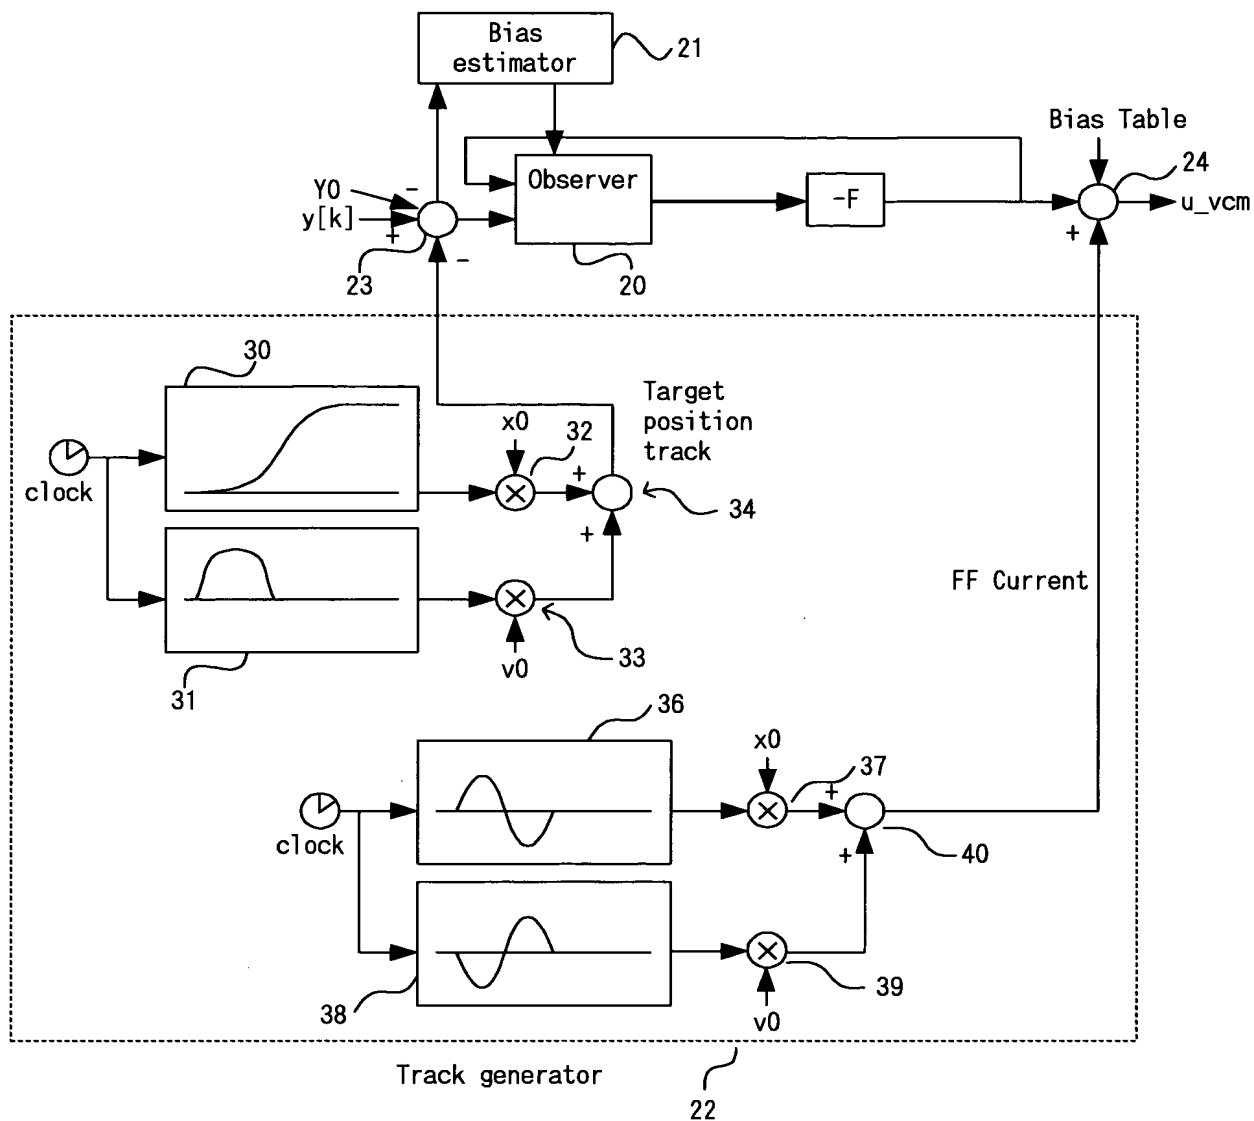 Bias
estimator
21
Bias Table
Observer
-F
24
u_vcm
Y0
y[k]
-
+
-
+
23
20
30
Target
position
track
x0
32
clock
+
34
+
FF Current
33
v0
31
36
x0
37
+
clock
+
40
39
38
v0
Track generator
22